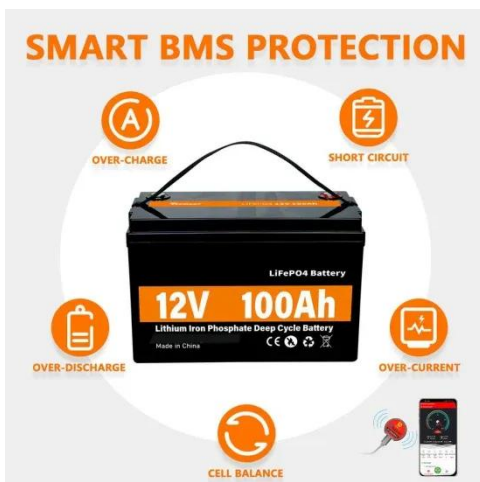 SMART BMS PROTECTION
OVER-CHARGE
SHORT CIRCUIT
LiFePO4 Battery
12V 100Ah
Lithium Iron Phosphate Deep Cycle Battery
Made in China
CE
OVER-DISCHARGE
OVER-CURRENT
CELL BALANCE